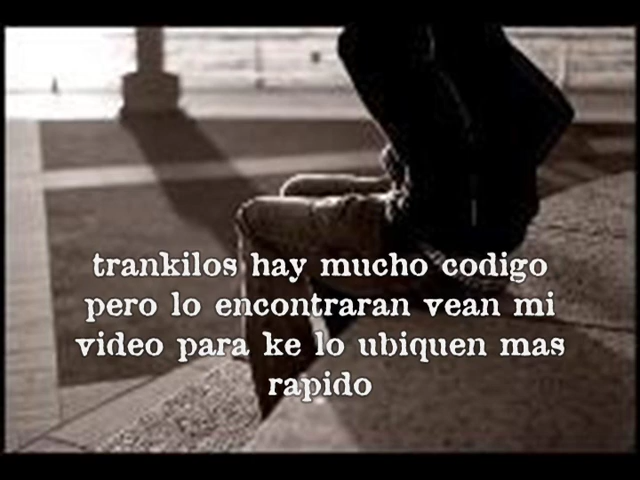 trankilos hay mucho codigo
pero lo encontraran vean mi
video para ke lo ubiquen mas
rapido